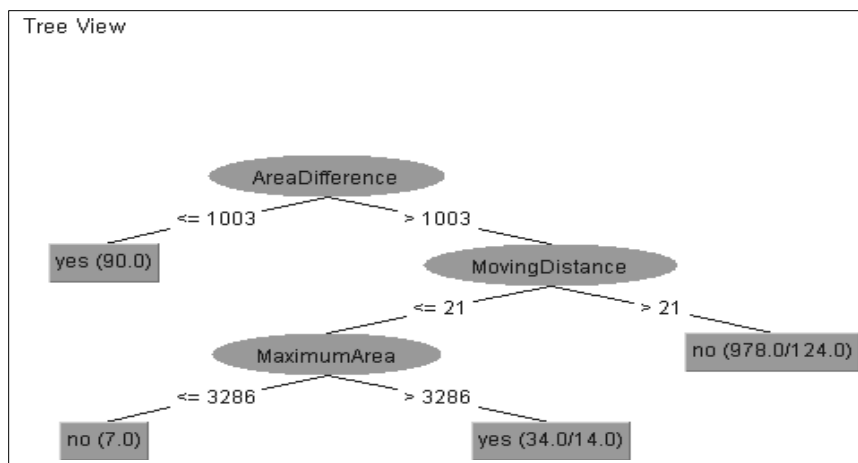 Tree View
AreaDifference
<= 1003
> 1003
yes (90.0)
MovingDistance
<= 21
> 21
MaximumArea
no (978.0/124.0)
<= 3286
> 3286
no (7.0)
yes (34.0/14.0)